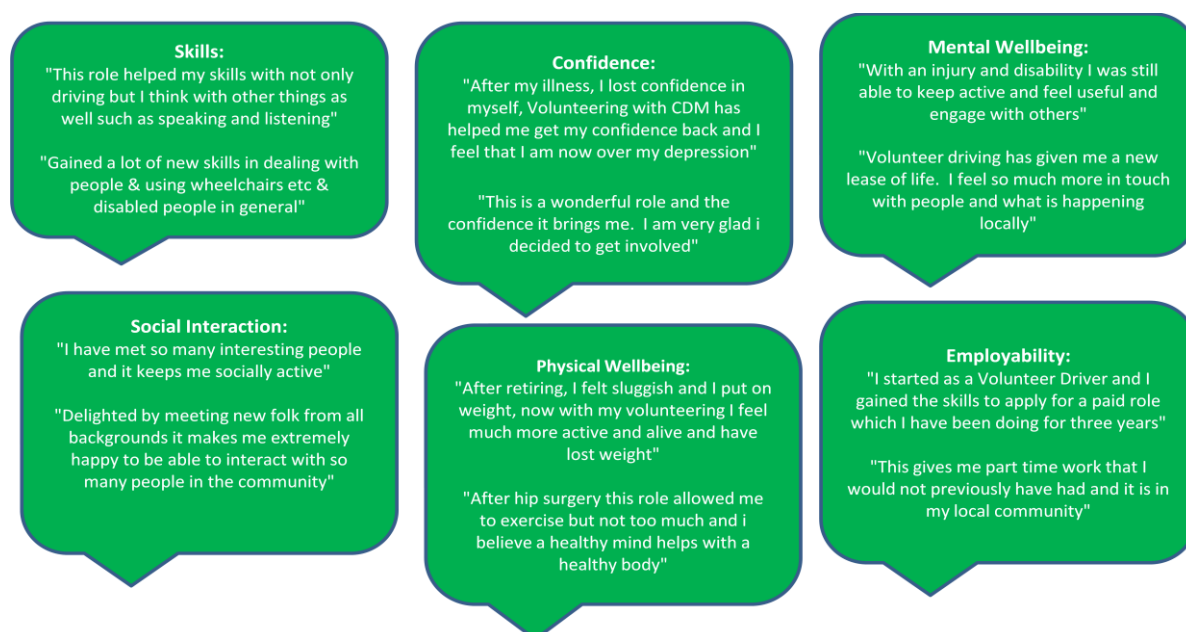 Skills:
"This role helped my skills with not only
driving but I think with other things as
well such as speaking and listening"
"Gained a lot of new skills in dealing with
people & using wheelchairs etc &
disabled people in general"
Confidence:
"After my illness, I lost confidence in
myself, Volunteering with CDM has
helped me get my confidence back and I
feel that I am now over my depression"
"This is a wonderful role and the
confidence it brings me.  I am very glad i
decided to get involved"
Mental Wellbeing:
"With an injury and disability I was still
able to keep active and feel useful and
engage with others"
"Volunteer driving has given me a new
lease of life.  I feel so much more in touch
with people and what is happening
locally"
Social Interaction:
"I have met so many interesting people
and it keeps me socially active"
"Delighted by meeting new folk from all
backgrounds it makes me extremely
happy to be able to interact with so
many people in the community"
Physical Wellbeing:
"After retiring, I felt sluggish and I put on
weight, now with my volunteering I feel
much more active and alive and have
lost weight"
"After hip surgery this role allowed me
to exercise but not too much and i
believe a healthy mind helps with a
healthy body"
Employability:
"I started as a Volunteer Driver and I
gained the skills to apply for a paid role
which I have been doing for three years"
"This gives me part time work that I
would not previously have had and it is in
my local community"